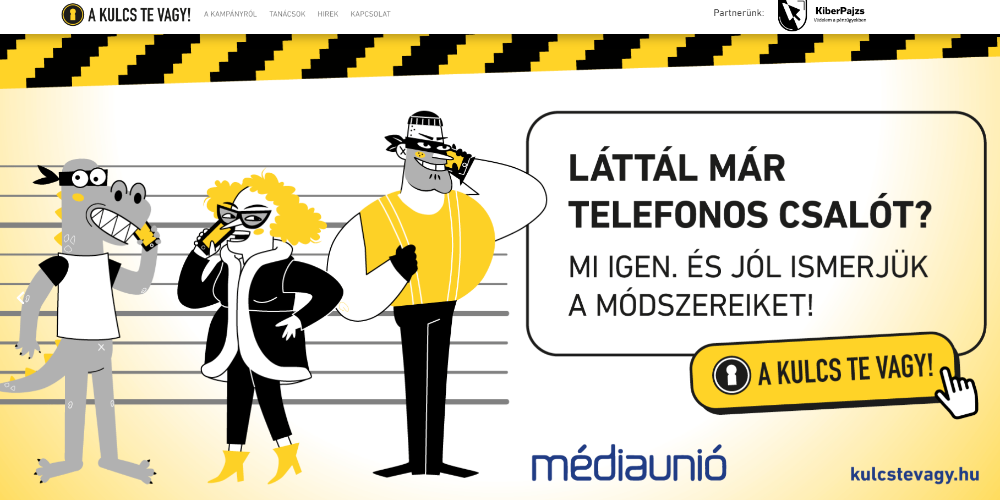 A KULCS TE VAGY!
A KAMPÁNYRÓL TANÁCSOK HIREK KAPCSOLAT
Partnerünk:
KiberPajzs
Védelem a pénzügyekben
LÁTTÁL MÁR
TELEFONOS CSALÓT?
MI IGEN. ÉS JÓL ISMERJÜK
A MÓDSZEREIKET!
A KULCS TE VAGY!
médiaunió
kulcstevagy.hu